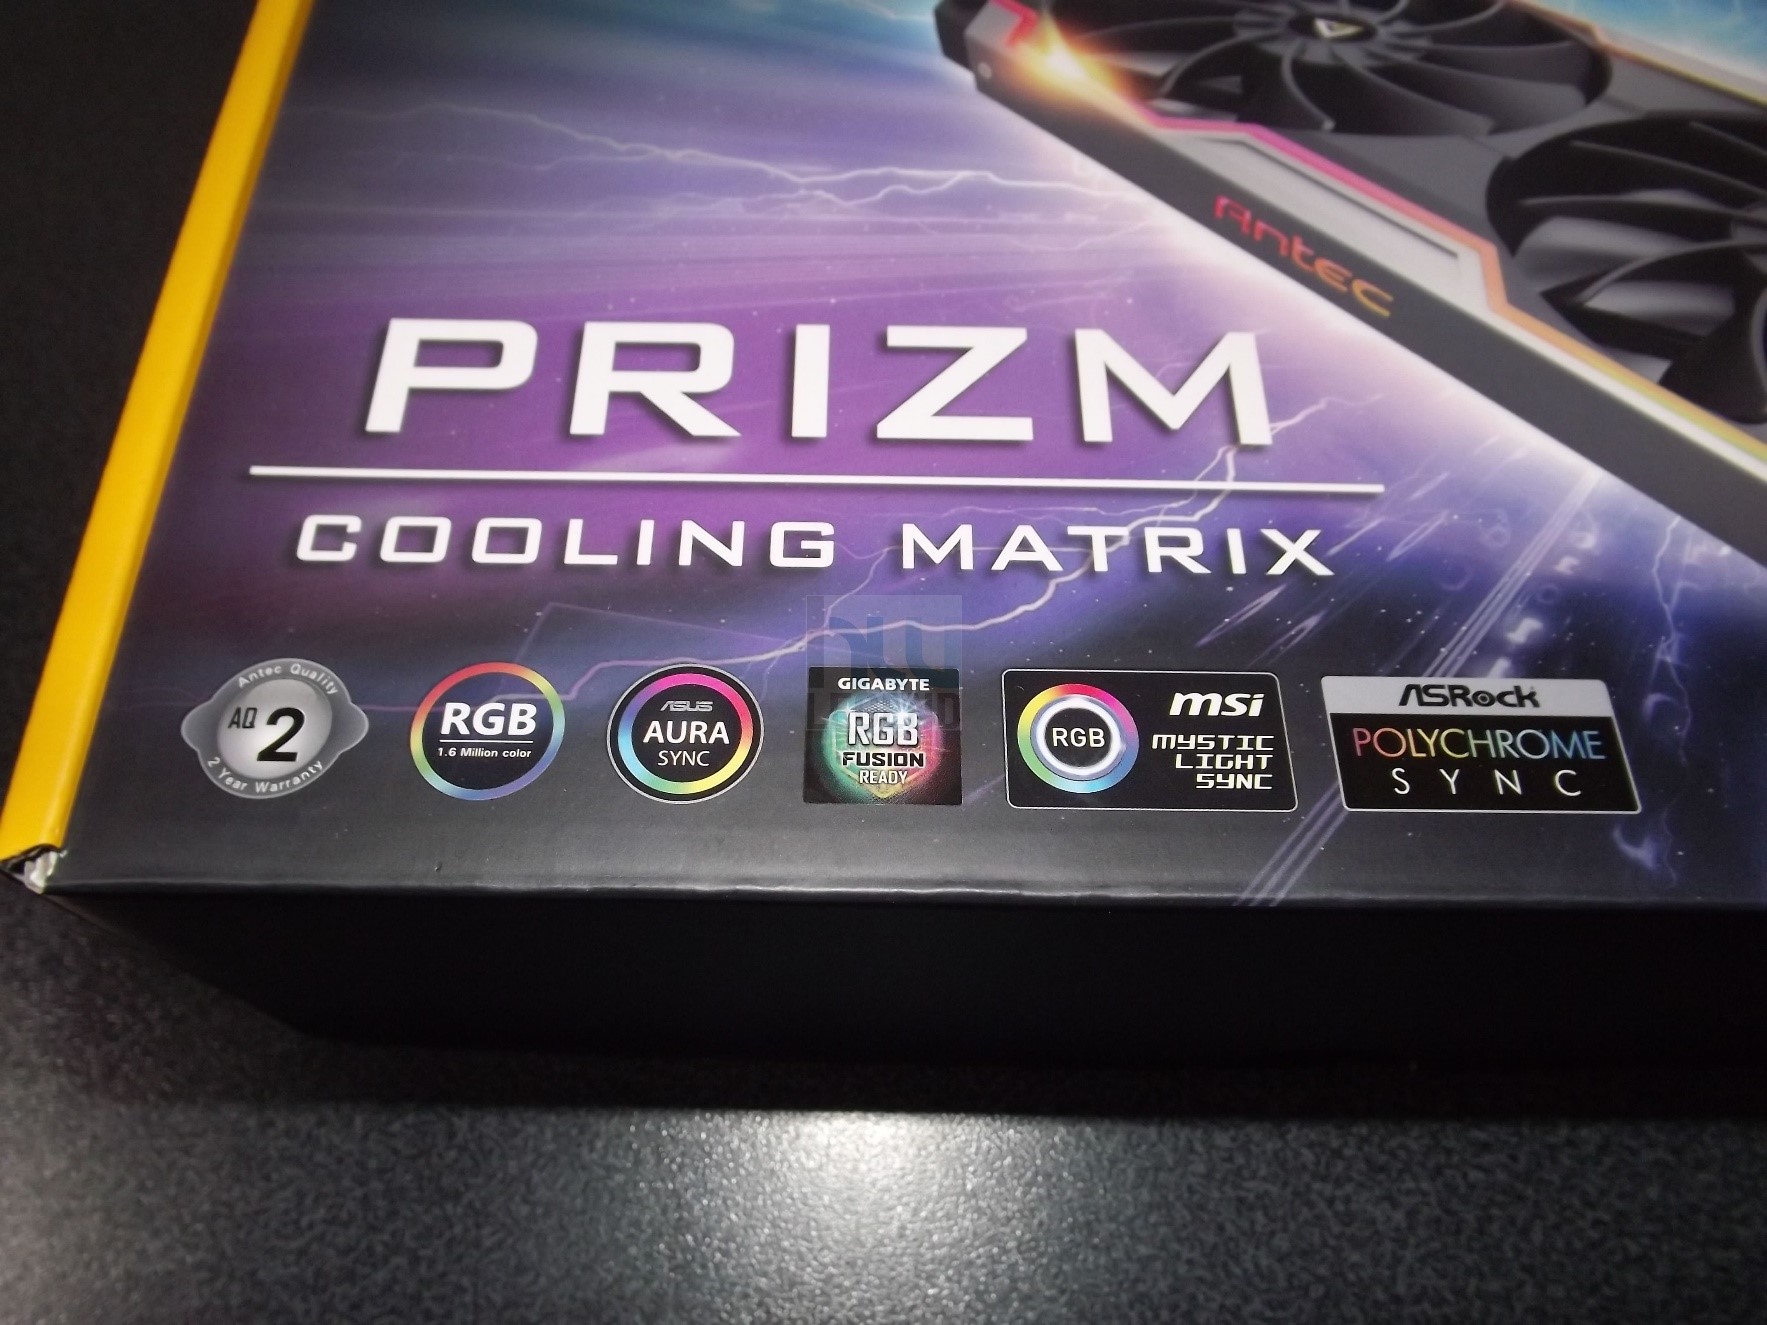 Antec
PRIZM
COOLING MATRIX
Antec Quality
AQ 2
2 Year Warranty
RGB
1.6 Million color
ASUS
AURA
SYNC
GIGABYTE
RGB
FUSION
READY
RGB
msi
MYSTIC
LIGHT
SYNC
ASRock
POLYCHROME
SYNC